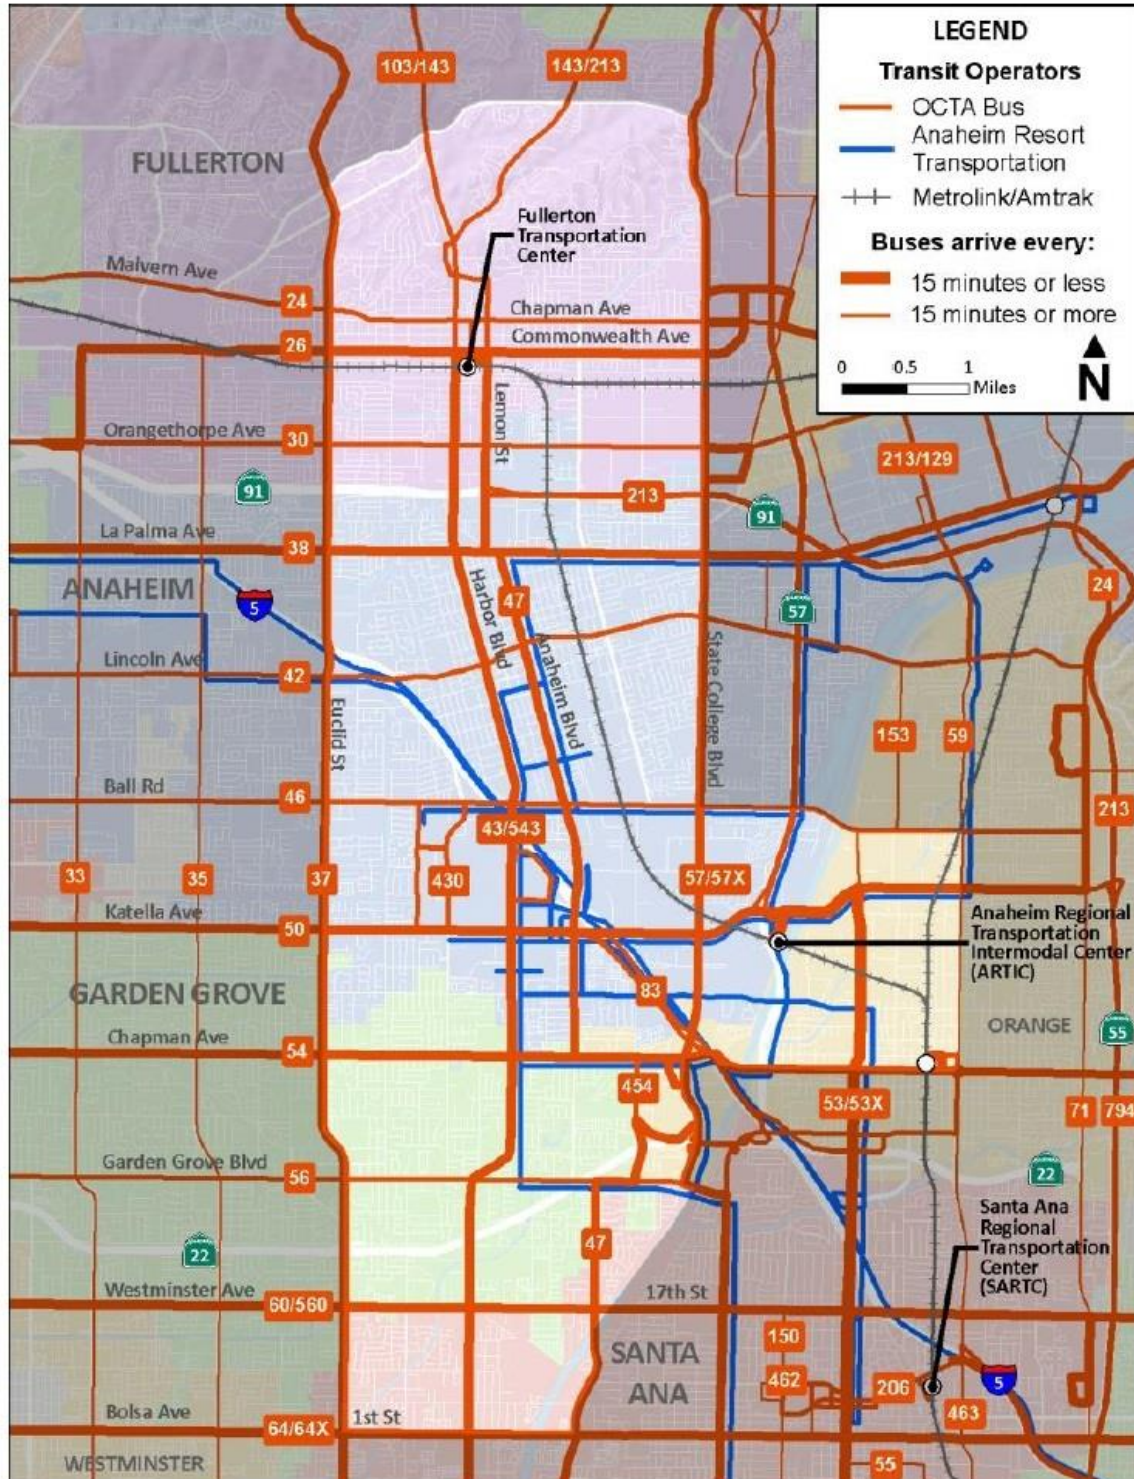 LEGEND
Transit Operators
OCTA Bus
Anaheim Resort
Transportation
Metrolink/Amtrak
Buses arrive every:
15 minutes or less
15 minutes or more
0
0.5
1
Miles
N
103/143
143/213
FULLERTON
Fullerton
Transportation
Center
Malvern Ave
24
Chapman Ave
26
Commonwealth Ave
Lemon St
Orangethorpe Ave
30
213/129
91
213
91
La Palma Ave
38
ANAHEIM
5
Harbor Blvd
47
57
24
Anaheim Blvd
State College Blvd
Lincoln Ave
42
Euclid St
153
59
Ball Rd
46
43/543
213
33
35
37
430
57/57X
Katella Ave
50
Anaheim Regional
Transportation
Intermodal Center
(ARTIC)
GARDEN GROVE
83
ORANGE
55
Chapman Ave
54
454
53/53X
71
794
Garden Grove Blvd
56
22
22
47
Santa Ana
Regional
Transportation
Center
(SARTC)
Westminster Ave
60/560
17th St
150
SANTA
ANA
462
206
5
463
Bolsa Ave
64/64X
1st St
WESTMINSTER
55